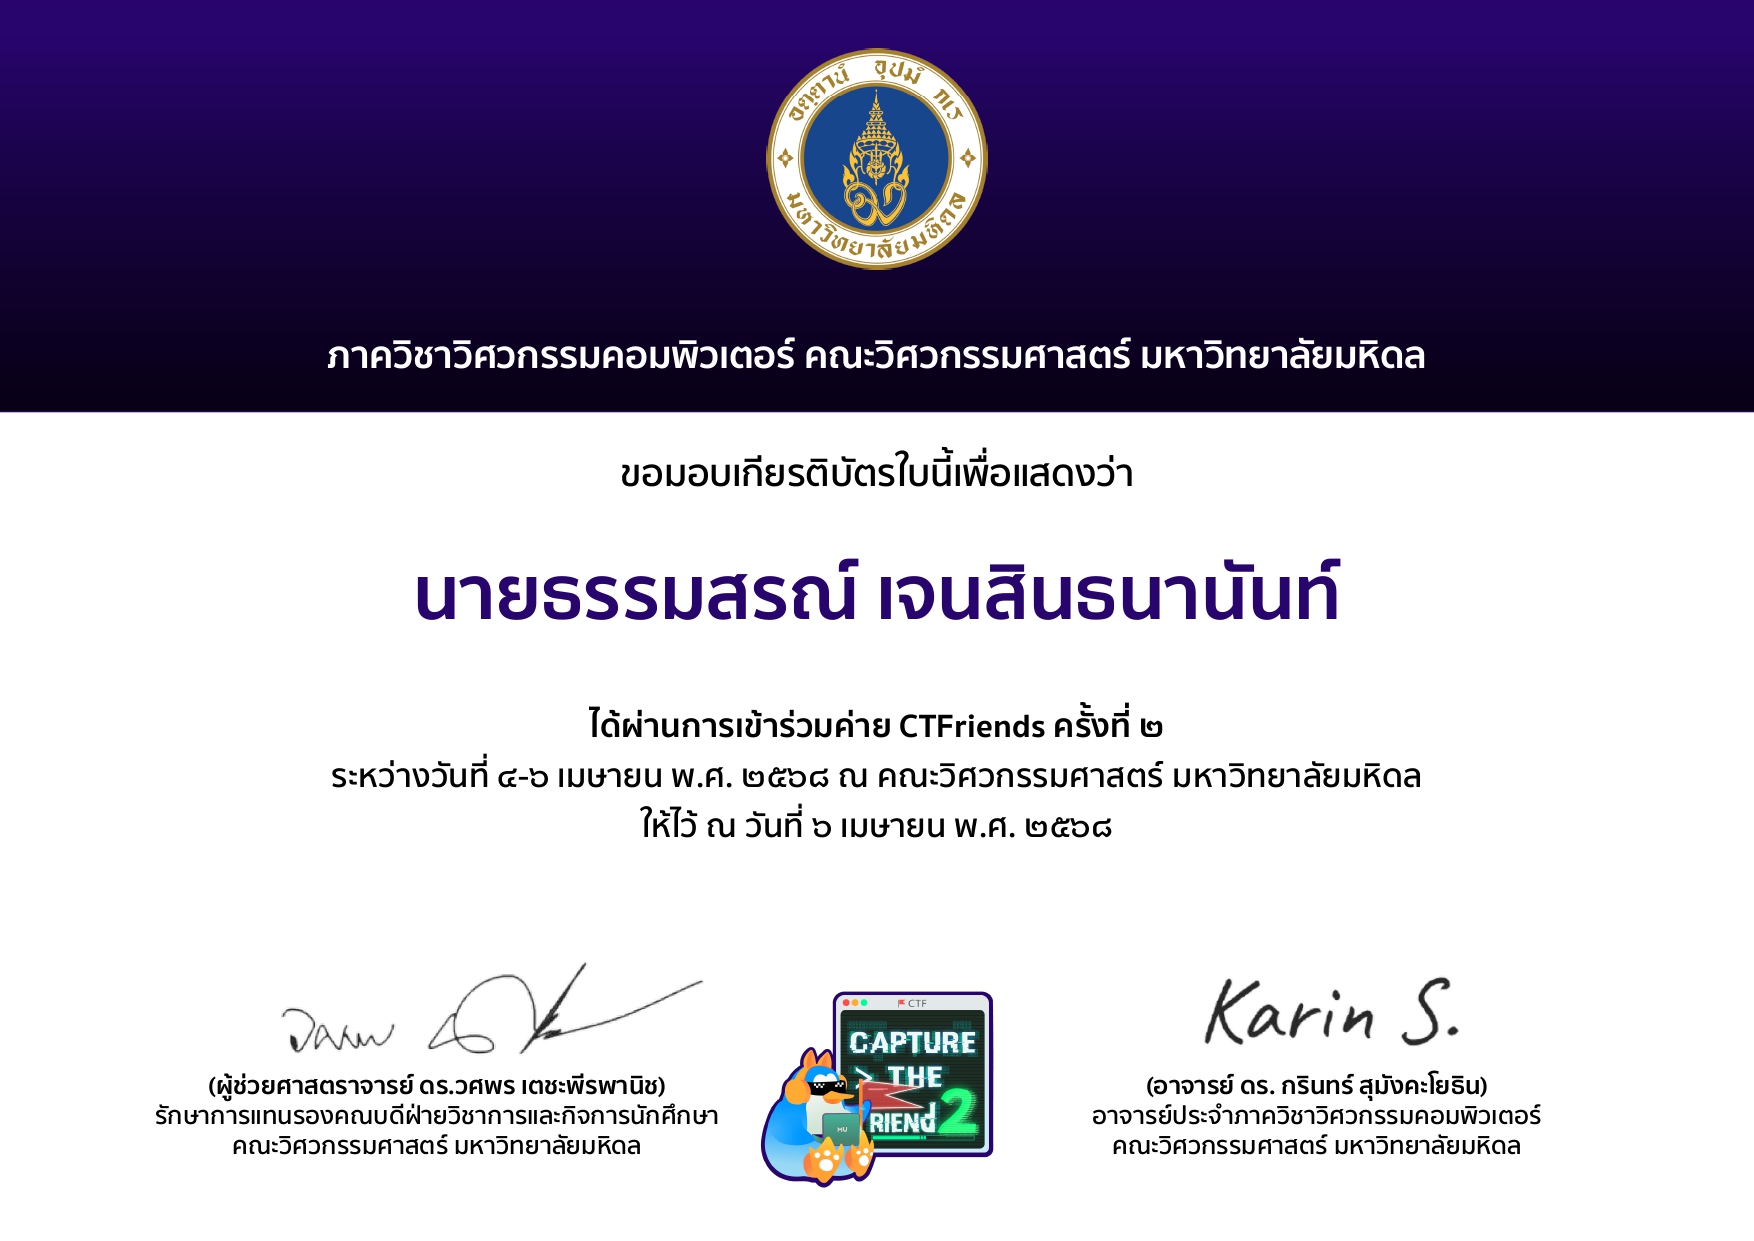 อตฺตานํ อุปมํ กเร
มหาวิทยาลัยมหิดล
ภาควิชาวิศวกรรมคอมพิวเตอร์ คณะวิศวกรรมศาสตร์ มหาวิทยาลัยมหิดล
ขอมอบเกียรติบัตรใบนี้เพื่อแสดงว่า
นายธรรมสรณ์ เจนสินธนานันท์
ได้ผ่านการเข้าร่วมค่าย CTFriends ครั้งที่ ๒
ระหว่างวันที่ ๔-๖ เมษายน พ.ศ. ๒๕๖๘ ณ คณะวิศวกรรมศาสตร์ มหาวิทยาลัยมหิดล
ให้ไว้ ณ วันที่ ๖ เมษายน พ.ศ. ๒๕๖๘
(ผู้ช่วยศาสตราจารย์ ดร.วศพร เตชะพีรพานิช)
รักษาการแทนรองคณบดีฝ่ายวิชาการและกิจการนักศึกษา
คณะวิศวกรรมศาสตร์ มหาวิทยาลัยมหิดล
CTF
CAPTURE
> THE
RIENd 2
MU
Karin S.
(อาจารย์ ดร. กรินทร์ สุมังคะโยธิน)
อาจารย์ประจำภาควิชาวิศวกรรมคอมพิวเตอร์
คณะวิศวกรรมศาสตร์ มหาวิทยาลัยมหิดล